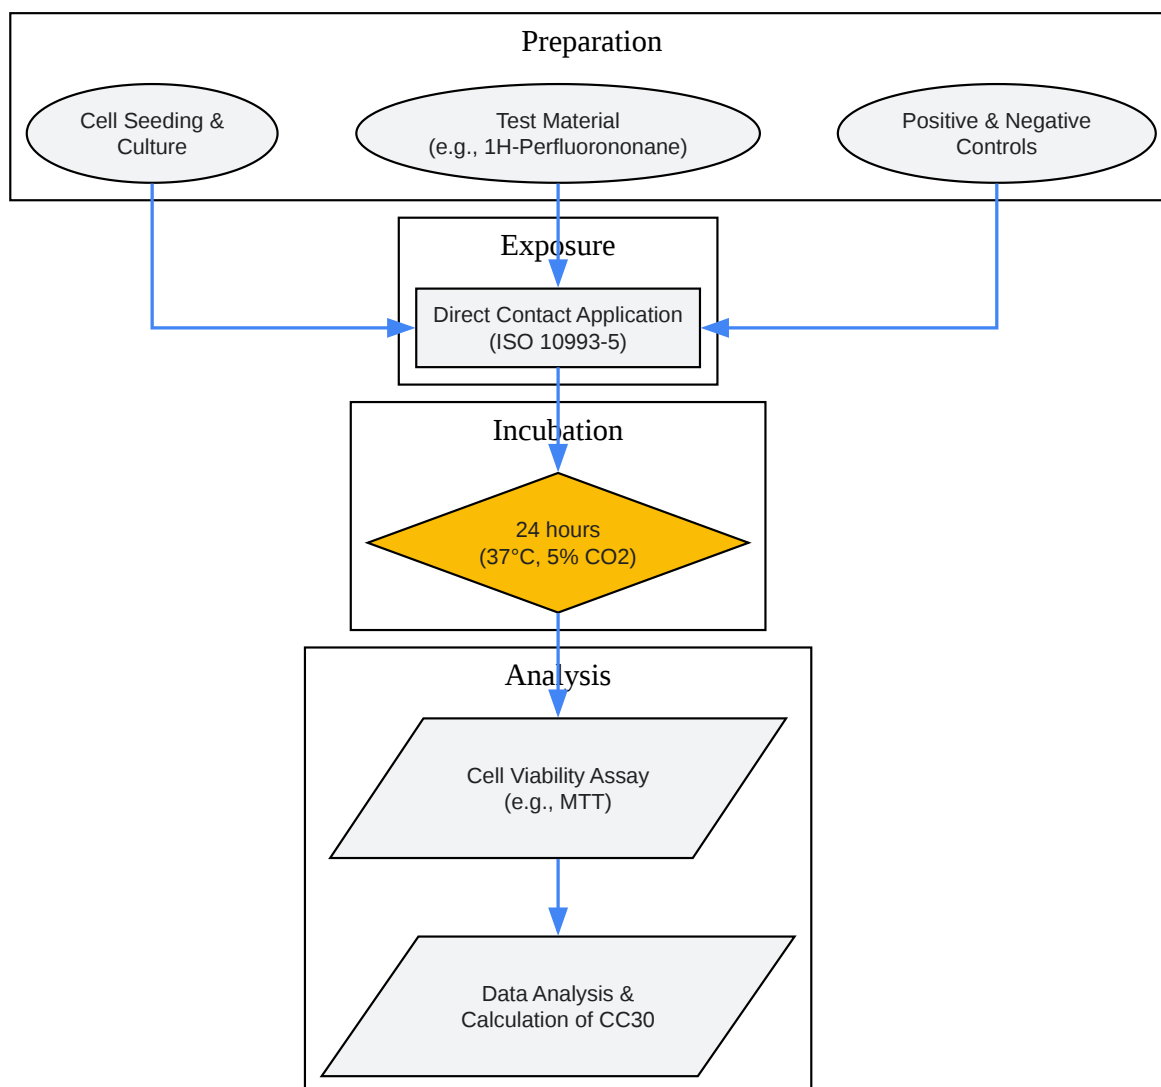 Preparation
Cell Seeding &
Culture
Test Material
(e.g., 1H-Perfluorononane)
Positive & Negative
Controls
Exposure
Direct Contact Application
(ISO 10993-5)
Incubation
24 hours
(37°C, 5% CO2)
Analysis
Cell Viability Assay
(e.g., MTT)
Data Analysis &
Calculation of CC30